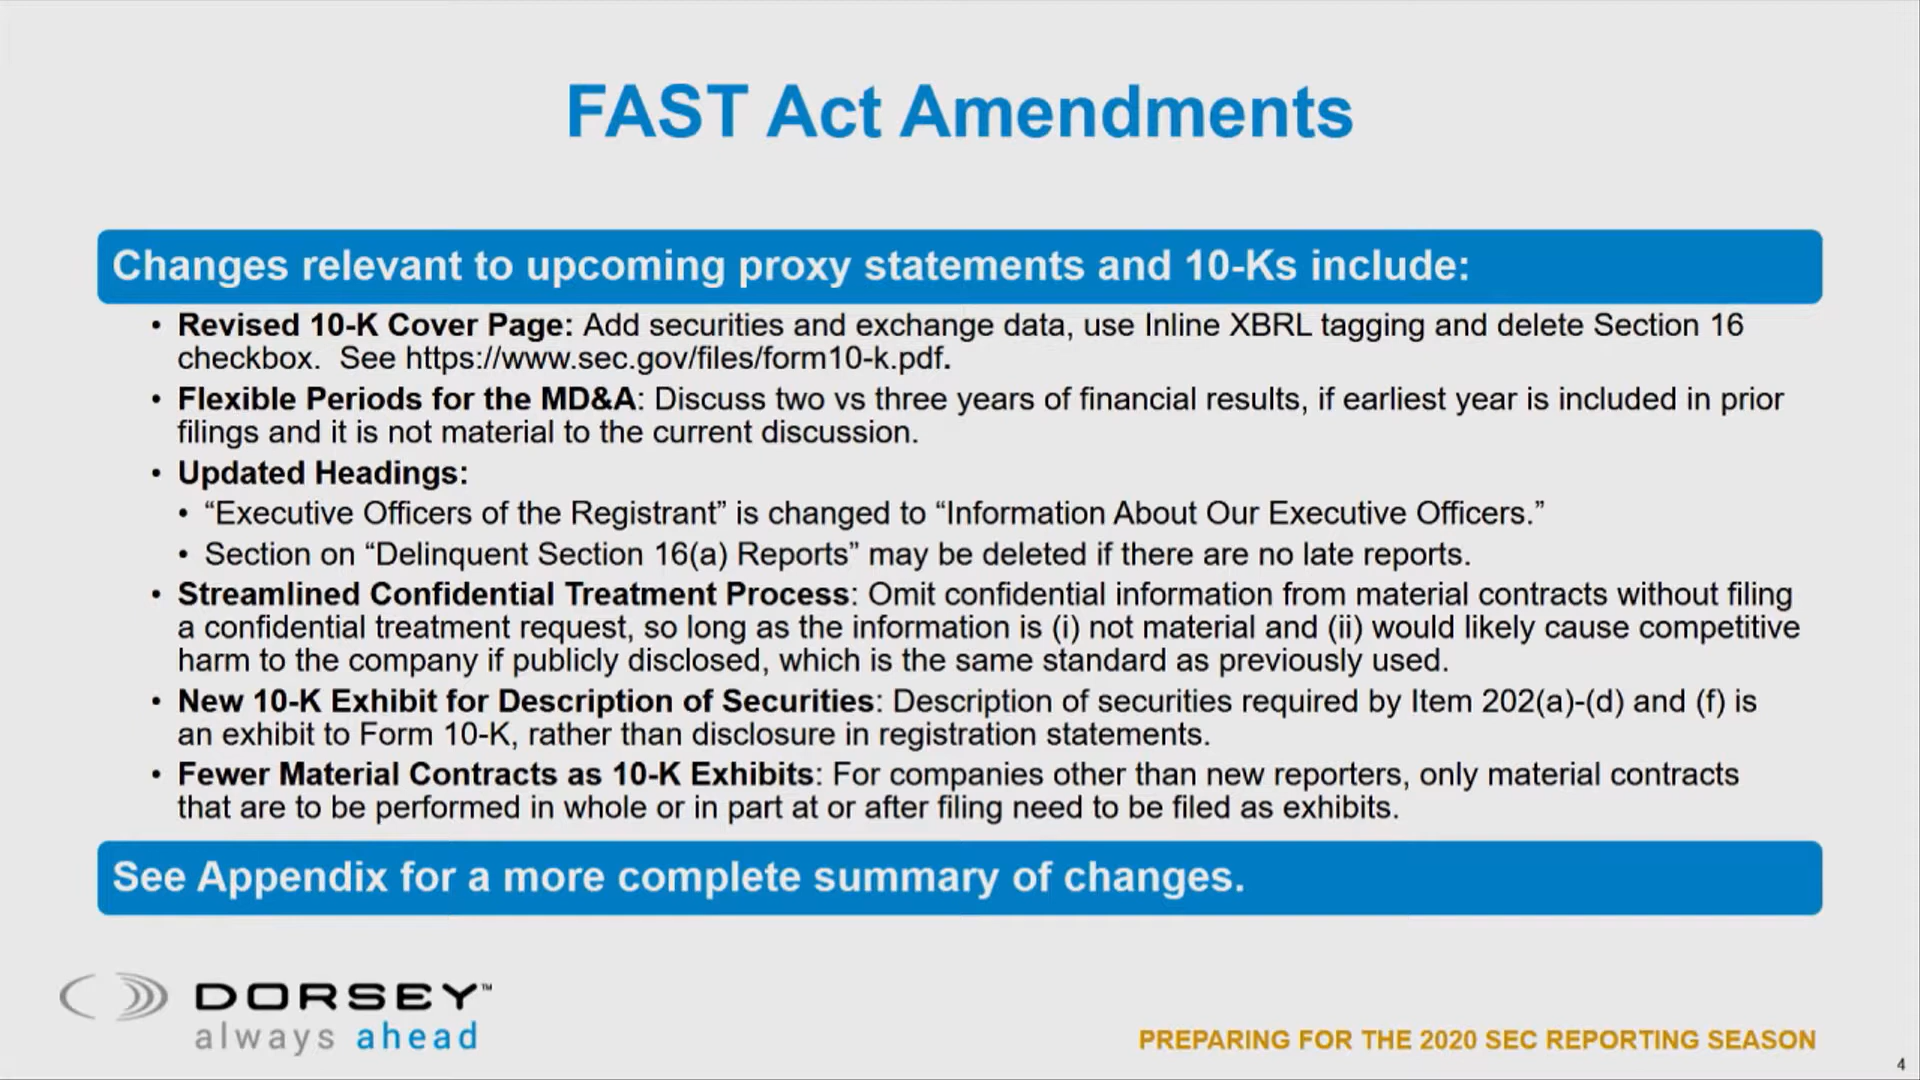 FAST Act Amendments
Changes relevant to upcoming proxy statements and 10-Ks include:
• Revised 10-K Cover Page: Add securities and exchange data, use Inline XBRL tagging and delete Section 16
checkbox.  See https://www.sec.gov/files/form10-k.pdf.
• Flexible Periods for the MD&A: Discuss two vs three years of financial results, if earliest year is included in prior
filings and it is not material to the current discussion.
• Updated Headings:
• “Executive Officers of the Registrant” is changed to “Information About Our Executive Officers.”
• Section on “Delinquent Section 16(a) Reports” may be deleted if there are no late reports.
• Streamlined Confidential Treatment Process: Omit confidential information from material contracts without filing
a confidential treatment request, so long as the information is (i) not material and (ii) would likely cause competitive
harm to the company if publicly disclosed, which is the same standard as previously used.
• New 10-K Exhibit for Description of Securities: Description of securities required by Item 202(a)-(d) and (f) is
an exhibit to Form 10-K, rather than disclosure in registration statements.
• Fewer Material Contracts as 10-K Exhibits: For companies other than new reporters, only material contracts
that are to be performed in whole or in part at or after filing need to be filed as exhibits.
See Appendix for a more complete summary of changes.
DORSEY™
always ahead
PREPARING FOR THE 2020 SEC REPORTING SEASON
4